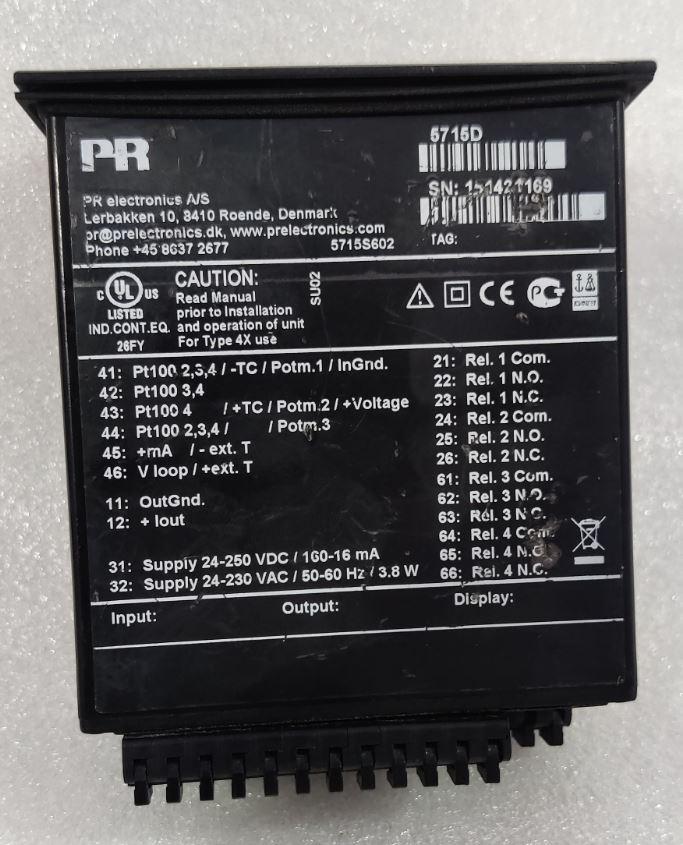 PR
5715D
SN: 151421169
PR electronics A/S
Lerbakken 10, 8410 Roende, Denmark
pr@prelectronics.dk, www.prelectronics.com
Phone +45 8637 2677
5715S602
TAG:
C UL US
LISTED
IND.CONT.EQ.
26FY
CAUTION:
Read Manual
prior to Installation
and operation of unit
For Type 4X use
SU02
CE
41: Pt100 2,3,4 / -TC / Potm.1 / InGnd.
42: Pt100 3,4
43: Pt100 4 / +TC / Potm.2 / +Voltage
44: Pt100 2,3,4 / / Potm.3
45: +mA / - ext. T
46: V loop / +ext. T
11: OutGnd.
12: + Iout
31: Supply 24-250 VDC / 160-16 mA
32: Supply 24-230 VAC / 50-60 Hz / 3.8 W
21: Rel. 1 Com.
22: Rel. 1 N.O.
23: Rel. 1 N.C.
24: Rel. 2 Com.
25: Rel. 2 N.O.
26: Rel. 2 N.C.
61: Rel. 3 Com.
62: Rel. 3 N.O.
63: Rel. 3 N.C.
64: Rel. 4 Com.
65: Rel. 4 N.O.
66: Rel. 4 N.C.
Input:
Output:
Display: